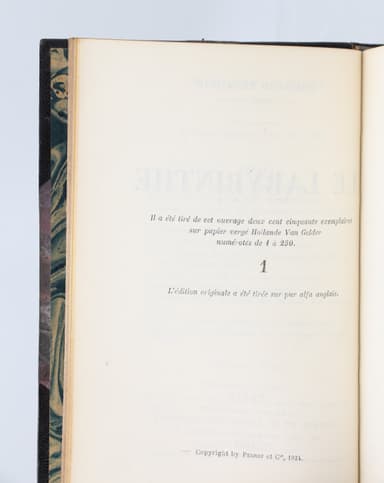 Il a été tiré de cet ouvrage deux cent cinquante exemplaires
sur papier vergé Hollande Van Gelder
numérotés de 1 à 250.
1
L'édition originale a été tirée sur pur alfa anglais.
— Copyright by Payot et Cie, 1924.